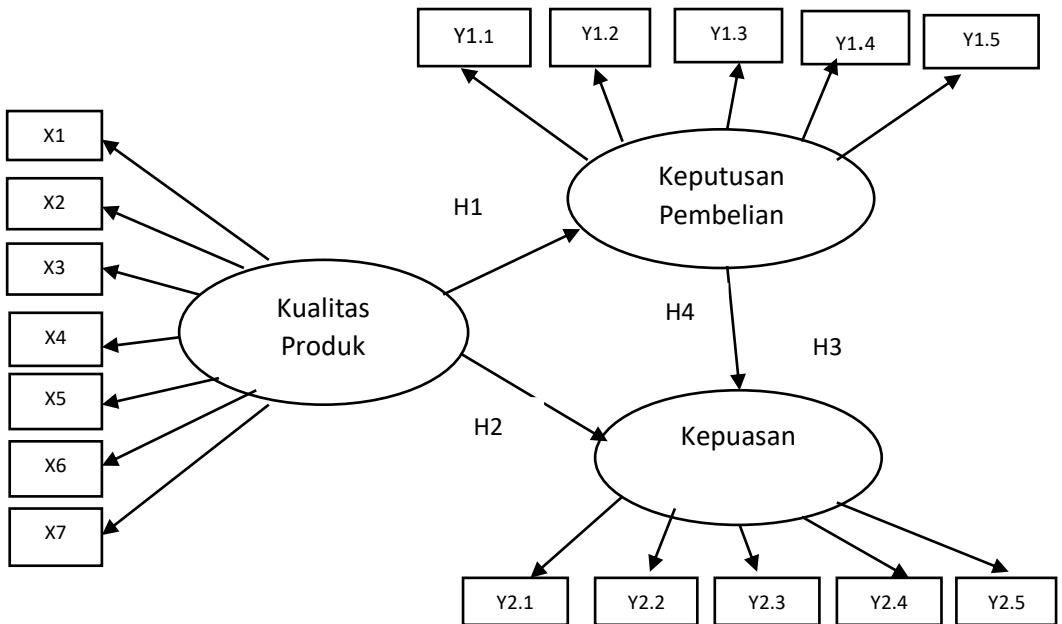 Y1.1
Y1.2
Y1.3
Y1.4
Y1.5
X1
X2
X3
X4
X5
X6
X7
H1
Keputusan
Pembelian
Kualitas
Produk
H4
H3
H2
Kepuasan
Y2.1
Y2.2
Y2.3
Y2.4
Y2.5